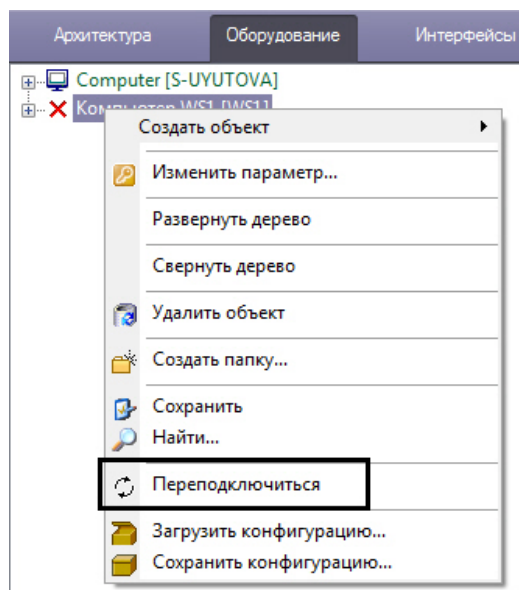 Архитектура Оборудование Интерфейсы
Computer [S-UYUTOVA]
Компьютер WS1 [WS1]
Создать объект
Изменить параметр...
Развернуть дерево
Свернуть дерево
Удалить объект
Создать папку...
Сохранить
Найти...
Переподключиться
Загрузить конфигурацию...
Сохранить конфигурацию...